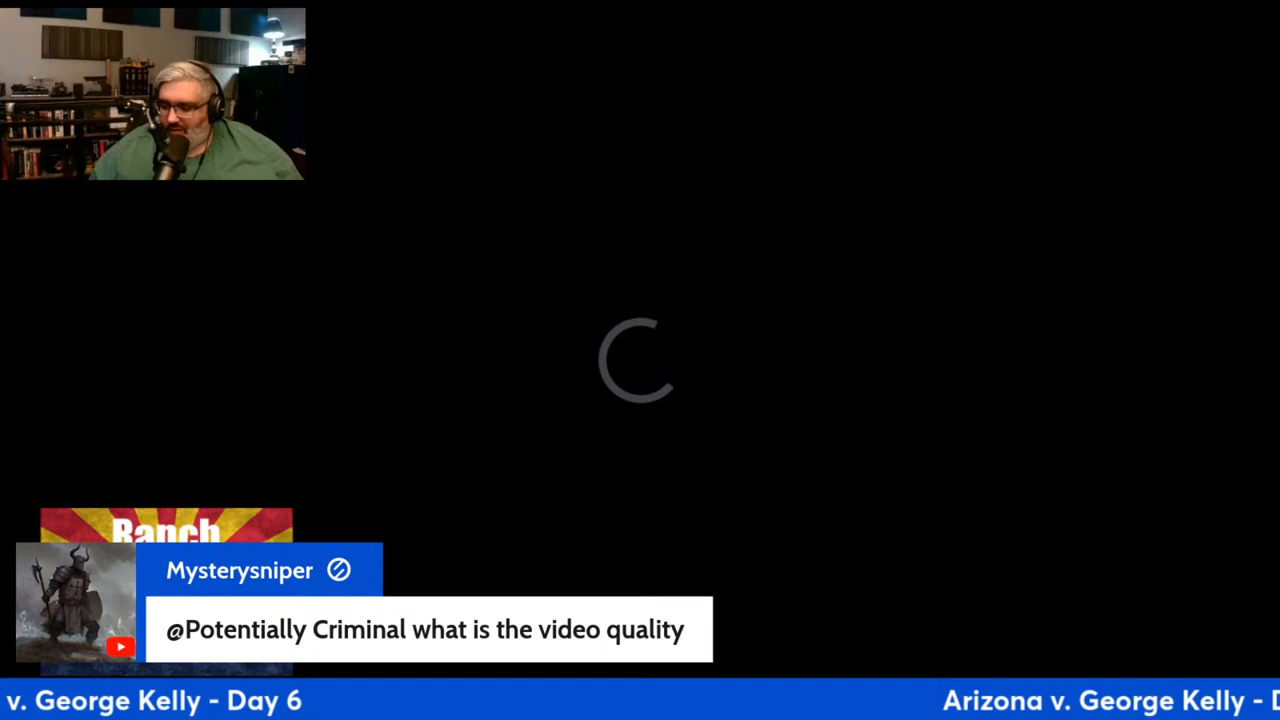 Ranch
Mysterysniper
@Potentially Criminal what is the video quality
v. George Kelly - Day 6
Arizona v. George Kelly -